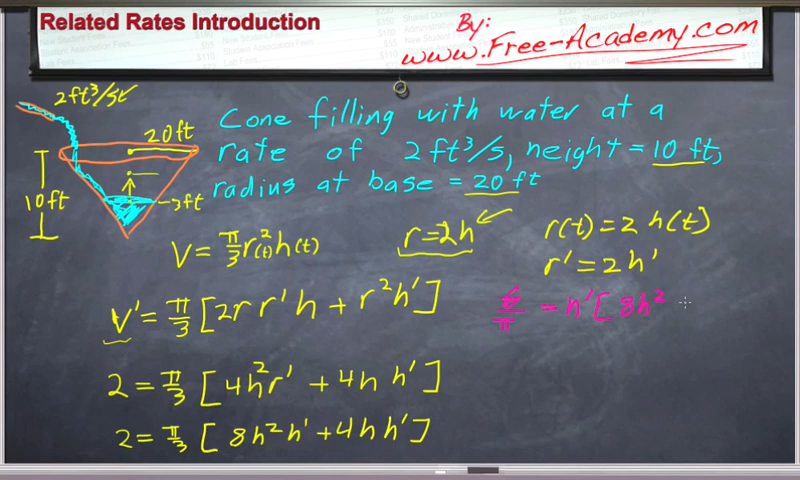 Related Rates Introduction
By:
www.Free-Academy.com
2ft³/s
20ft
10ft
3ft
Cone filling with water at a
rate of 2 ft³/s, height = 10 ft,
radius at base = 20 ft
V = π/3 r²(t) h(t)
r=2h
r(t) = 2 h(t)
r' = 2h'
V' = π/3 [2r r' h + r² h']
6/π = h' [8h²
2 = π/3 [4h² r' + 4h h']
2 = π/3 [8h² h' + 4h h']